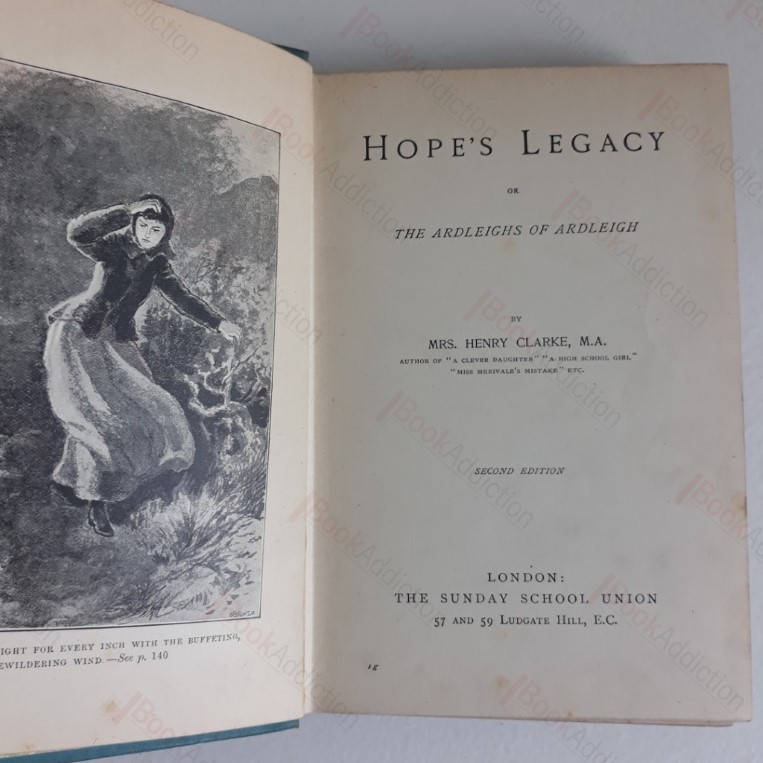 IGHT FOR EVERY INCH WITH THE BUFFETING,
EWILDERING WIND.—See p. 140
HOPE'S LEGACY
OR
THE ARDLEIGHS OF ARDLEIGH
BY
MRS. HENRY CLARKE, M.A.
AUTHOR OF "A CLEVER DAUGHTER" "A HIGH SCHOOL GIRL"
"MISS MERIVALE'S MISTAKE" ETC.
SECOND EDITION
LONDON:
THE SUNDAY SCHOOL UNION
57 AND 59 LUDGATE HILL, E.C.
BookAddiction